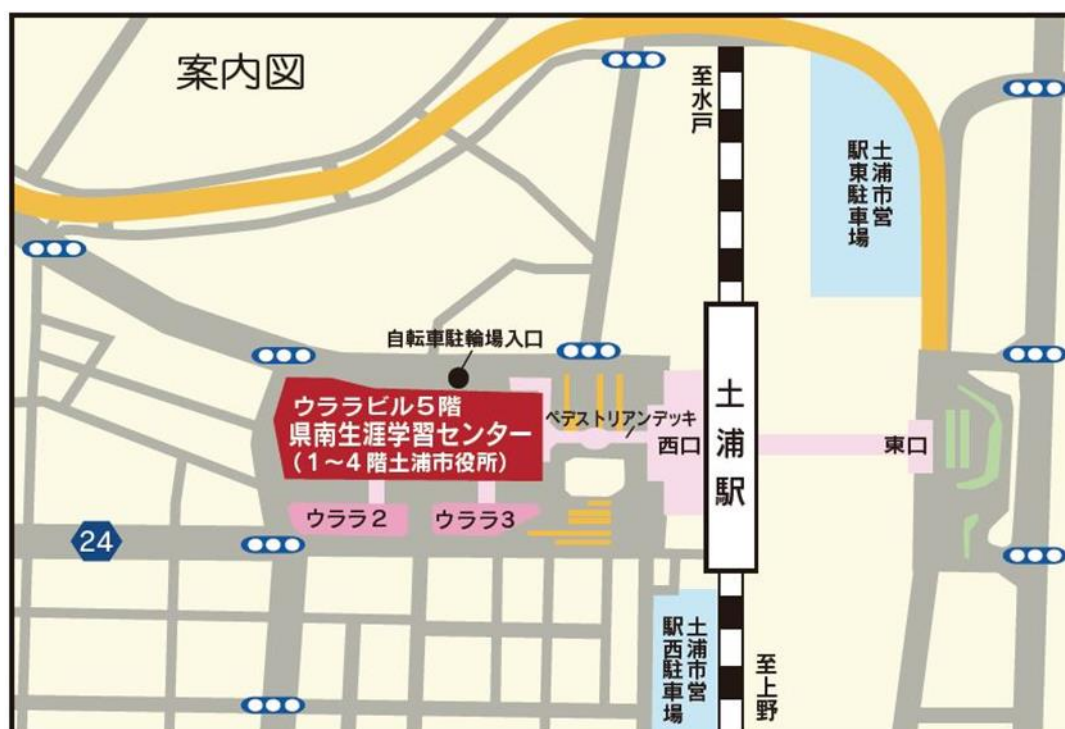 案内図
至水戸
土浦市営
駅東駐車場
自転車駐輪場入口
ウララビル5階
県南生涯学習センター
(1〜4階土浦市役所)
ペデストリアンデッキ
西口
土浦駅
東口
ウララ2
ウララ3
24
土浦市営
駅西駐車場
至上野